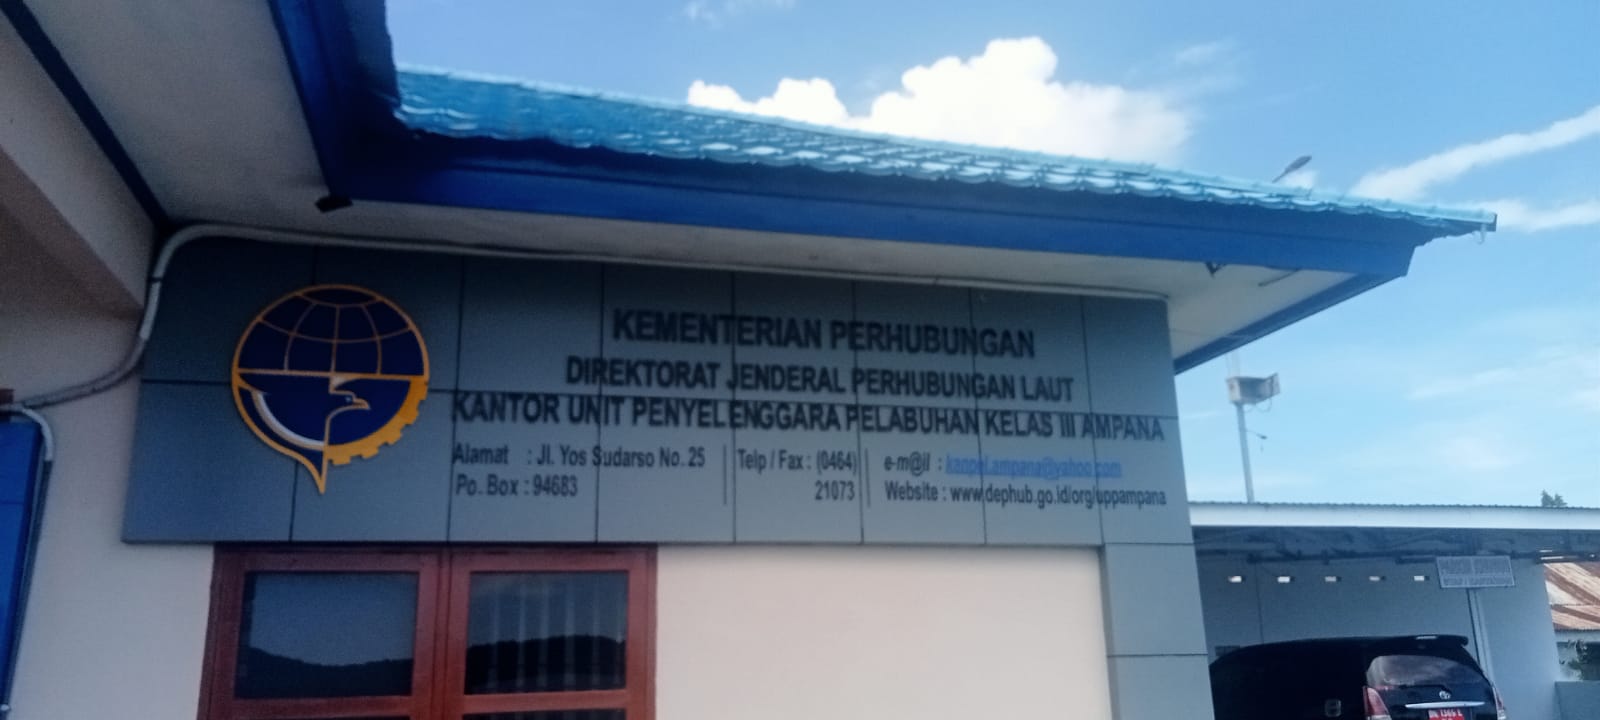 KEMENTERIAN PERHUBUNGAN
DIREKTORAT JENDERAL PERHUBUNGAN LAUT
KANTOR UNIT PENYELENGGARA PELABUHAN KELAS III AMPANA
Alamat : Jl. Yos Sudarso No. 25
Po. Box : 94683
Telp / Fax : (0464)
21073
e-m@il : kanpel.ampana@yahoo.com
Website : www.dephub.go.id/org/uppampana